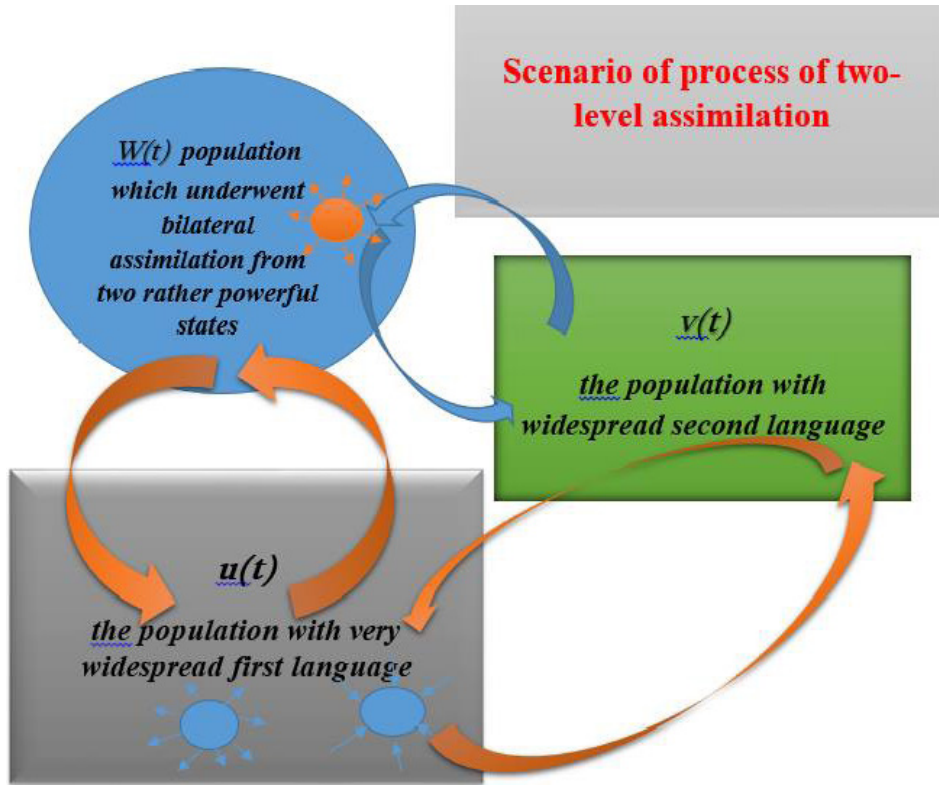 Scenario of process of two-
level assimilation
W(t) population
which underwent
bilateral
assimilation from
two rather powerful
states
v(t)
the population with
widespread second language
u(t)
the population with very
widespread first language